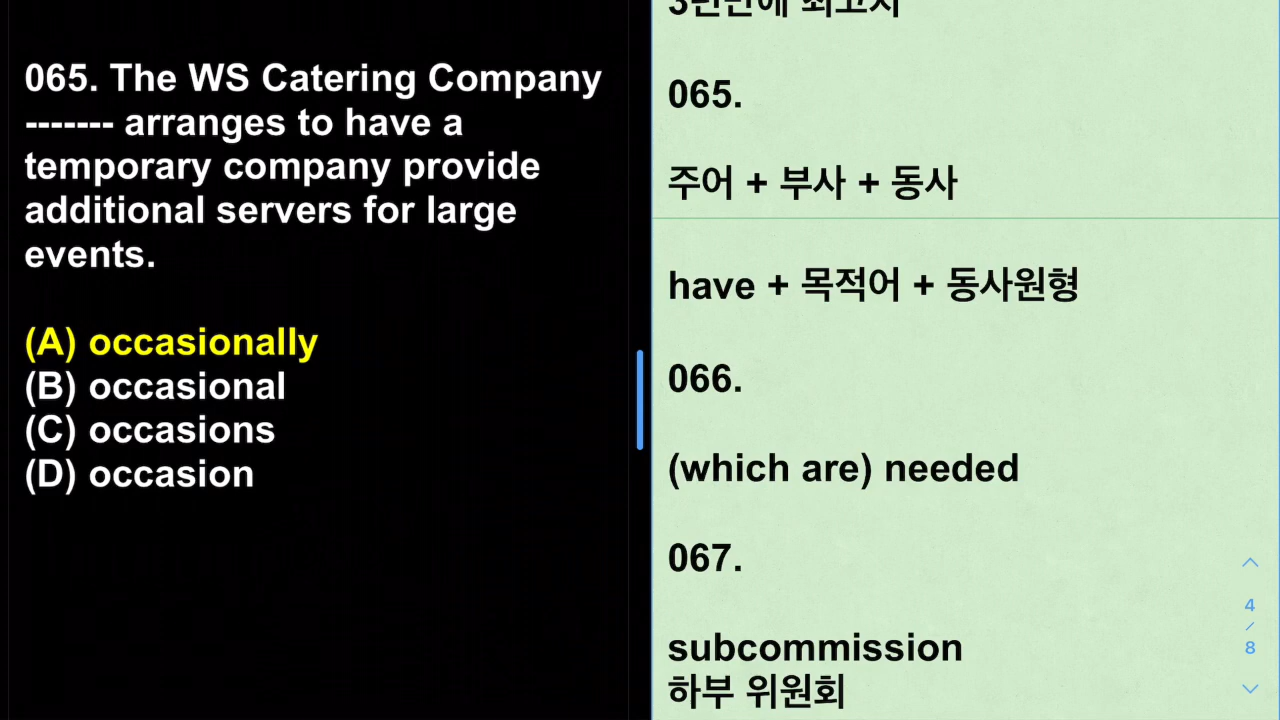 065. The WS Catering Company
------- arranges to have a
temporary company provide
additional servers for large
events.
(A) occasionally
(B) occasional
(C) occasions
(D) occasion
065.
주어 + 부사 + 동사
have + 목적어 + 동사원형
066.
(which are) needed
067.
subcommission
하부 위원회
4
/
8